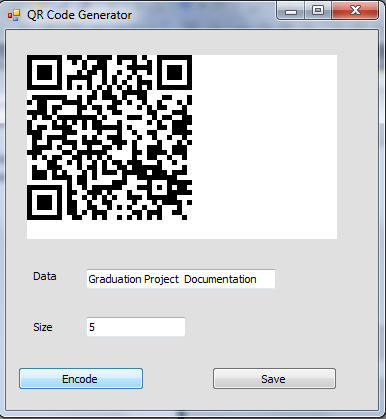 QR Code Generator
Data
Graduation Project Documentation
Size
5
Encode
Save